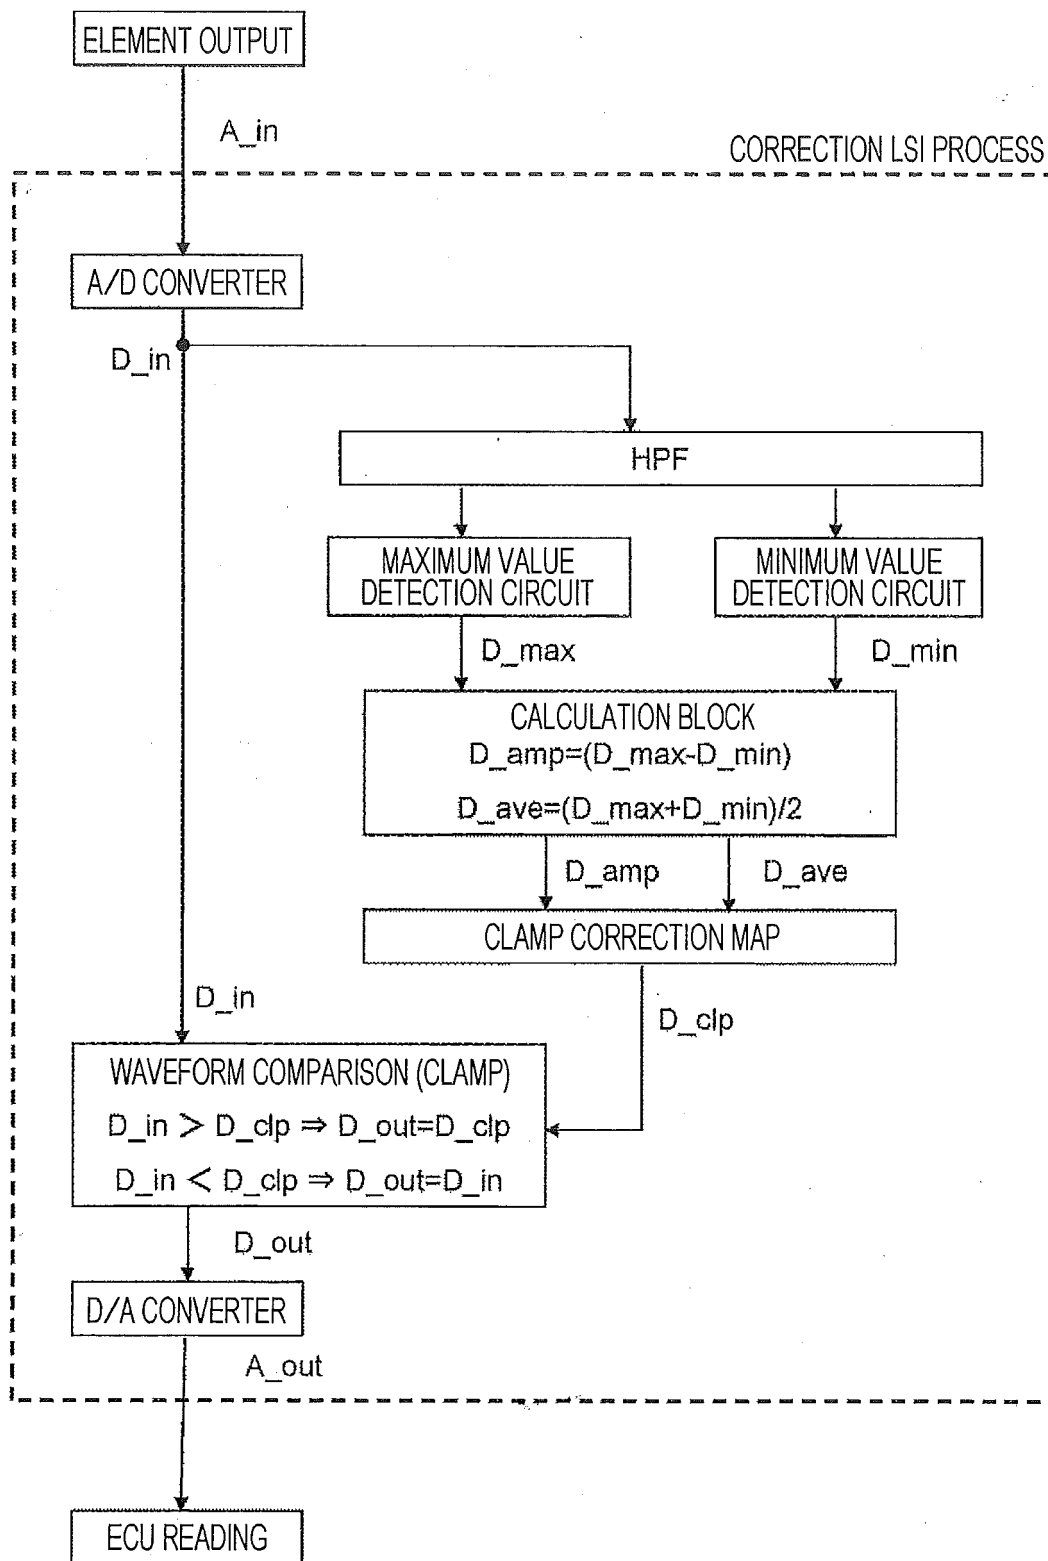 ELEMENT OUTPUT
A_in
CORRECTION LSI PROCESS
A/D CONVERTER
D_in
HPF
MAXIMUM VALUE
DETECTION CIRCUIT
MINIMUM VALUE
DETECTION CIRCUIT
D_max
D_min
CALCULATION BLOCK
D_amp=(D_max-D_min)
D_ave=(D_max+D_min)/2
D_amp
D_ave
CLAMP CORRECTION MAP
D_in
D_clp
WAVEFORM COMPARISON (CLAMP)
D_in > D_clp ⇒ D_out=D_clp
D_in < D_clp ⇒ D_out=D_in
D_out
D/A CONVERTER
A_out
ECU READING